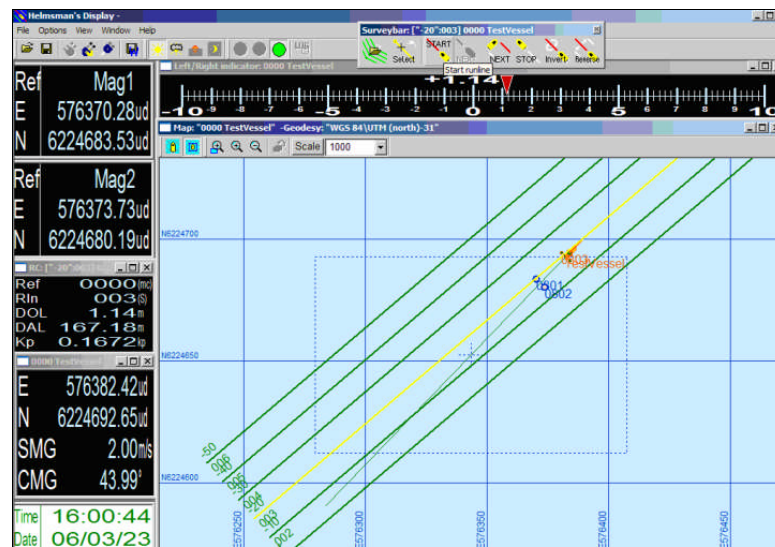 Helmsman's Display -
File Options View Window Help
Surveybar: ["-20":003] 0000 TestVessel
Select START NEXT STOP Invert Reverse
Start runline
Left/Right indicator: 0000 TestVessel
+1.14
-10 -9 -8 -7 -6 -5 -4 -3 -2 -1 0 1 2 3 4 5 6 7 8 9 10
Ref Mag1
E 576370.28ud
N 6224683.53ud
Map: "0000 TestVessel" -Geodesy: "WGS 84\UTM (north)-31"
Scale 1000
Ref Mag2
E 576373.73ud
N 6224680.19ud
Ref 0000(mc)
Rln 003(S)
DOL 1.14m
DAL 167.18m
Kp 0.1672kp
0000 TestVessel
E 576382.42ud
N 6224692.65ud
SMG 2.00m/s
CMG 43.99°
Time 16:00:44
Date 06/03/23
N6224700
N6224650
N6224600
TestVessel
0001
0002
-50
006
004
-20
003
-10
002
E576250
E576300
E576350
E576400
E576450